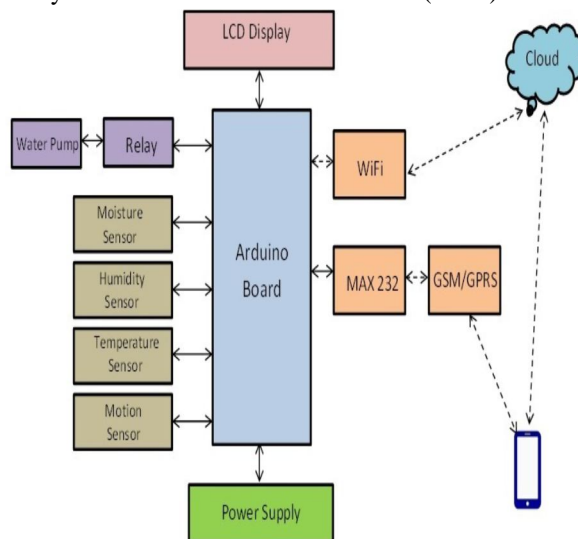 LCD Display
Cloud
Water Pump
Relay
WiFi
Moisture
Sensor
Arduino
Board
Humidity
Sensor
MAX 232
GSM/GPRS
Temperature
Sensor
Motion
Sensor
Power Supply